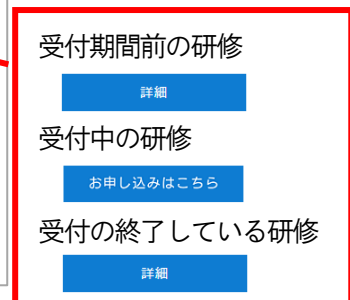 受付期間前の研修
詳細
受付中の研修
お申し込みはこちら
受付の終了している研修
詳細